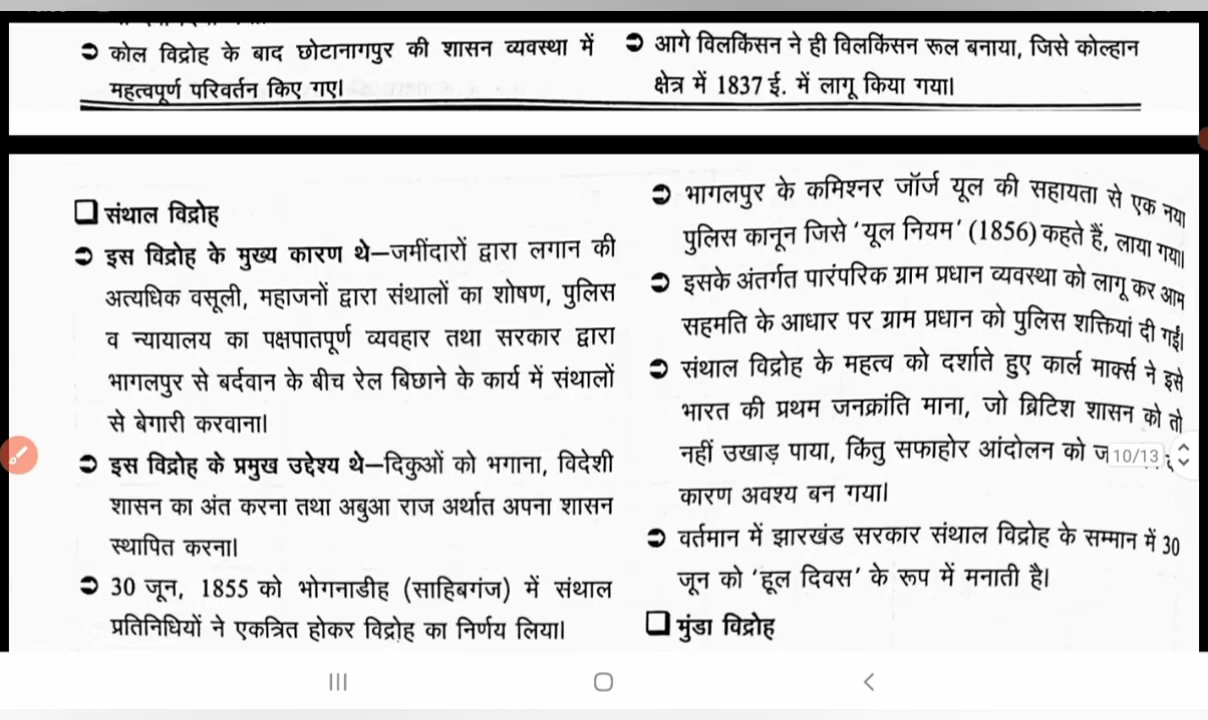 कोल विद्रोह के बाद छोटानागपुर की शासन व्यवस्था में
महत्वपूर्ण परिवर्तन किए गए।
आगे विलकिंसन ने ही विलकिंसन रूल बनाया, जिसे कोल्हान
क्षेत्र में 1837 ई. में लागू किया गया।
संथाल विद्रोह
इस विद्रोह के मुख्य कारण थे—जमींदारों द्वारा लगान की
अत्यधिक वसूली, महाजनों द्वारा संथालों का शोषण, पुलिस
व न्यायालय का पक्षपातपूर्ण व्यवहार तथा सरकार द्वारा
भागलपुर से बर्दवान के बीच रेल बिछाने के कार्य में संथालों
से बेगारी करवाना।
इस विद्रोह के प्रमुख उद्देश्य थे—दिकुओं को भगाना, विदेशी
शासन का अंत करना तथा अबुआ राज अर्थात अपना शासन
स्थापित करना।
30 जून, 1855 को भोगनाडीह (साहिबगंज) में संथाल
प्रतिनिधियों ने एकत्रित होकर विद्रोह का निर्णय लिया।
भागलपुर के कमिश्नर जॉर्ज यूल की सहायता से एक नया
पुलिस कानून जिसे 'यूल नियम' (1856) कहते हैं, लाया गया।
इसके अंतर्गत पारंपरिक ग्राम प्रधान व्यवस्था को लागू कर आम
सहमति के आधार पर ग्राम प्रधान को पुलिस शक्तियां दी गईं।
संथाल विद्रोह के महत्व को दर्शाते हुए कार्ल मार्क्स ने इसे
भारत की प्रथम जनक्रांति माना, जो ब्रिटिश शासन को तो
नहीं उखाड़ पाया, किंतु सफाहोर आंदोलन को 10/13
कारण अवश्य बन गया।
वर्तमान में झारखंड सरकार संथाल विद्रोह के सम्मान में 30
जून को 'हूल दिवस' के रूप में मनाती है।
मुंडा विद्रोह